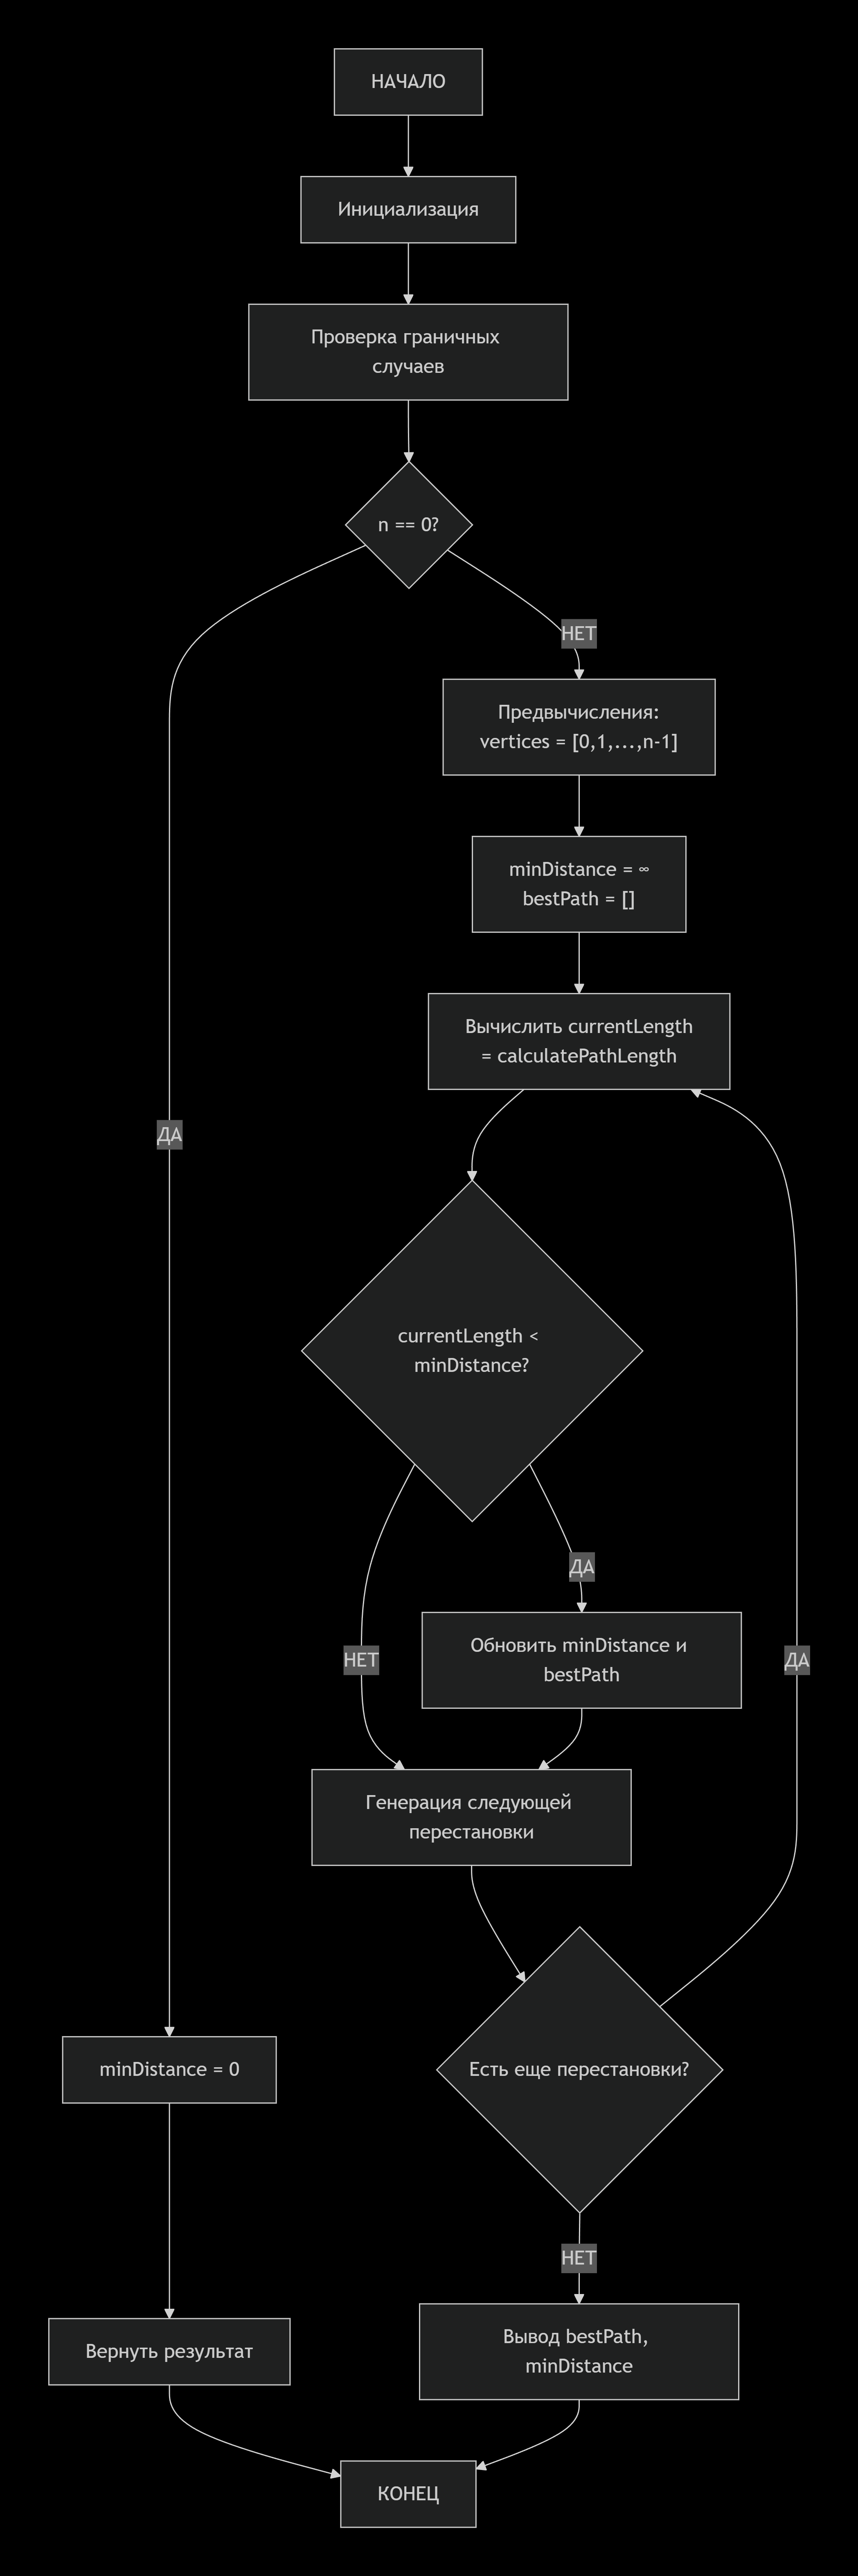 НАЧАЛО
Инициализация
Проверка граничных
случаев
n == 0?
НЕТ
Предвычисления:
vertices = [0,1,...,n-1]
minDistance = ∞
bestPath = []
Вычислить currentLength
= calculatePathLength
ДА
currentLength <
minDistance?
ДА
Обновить minDistance и
bestPath
НЕТ
ДА
Генерация следующей
перестановки
Есть еще перестановки?
minDistance = 0
НЕТ
Вывод bestPath,
minDistance
Вернуть результат
КОНЕЦ